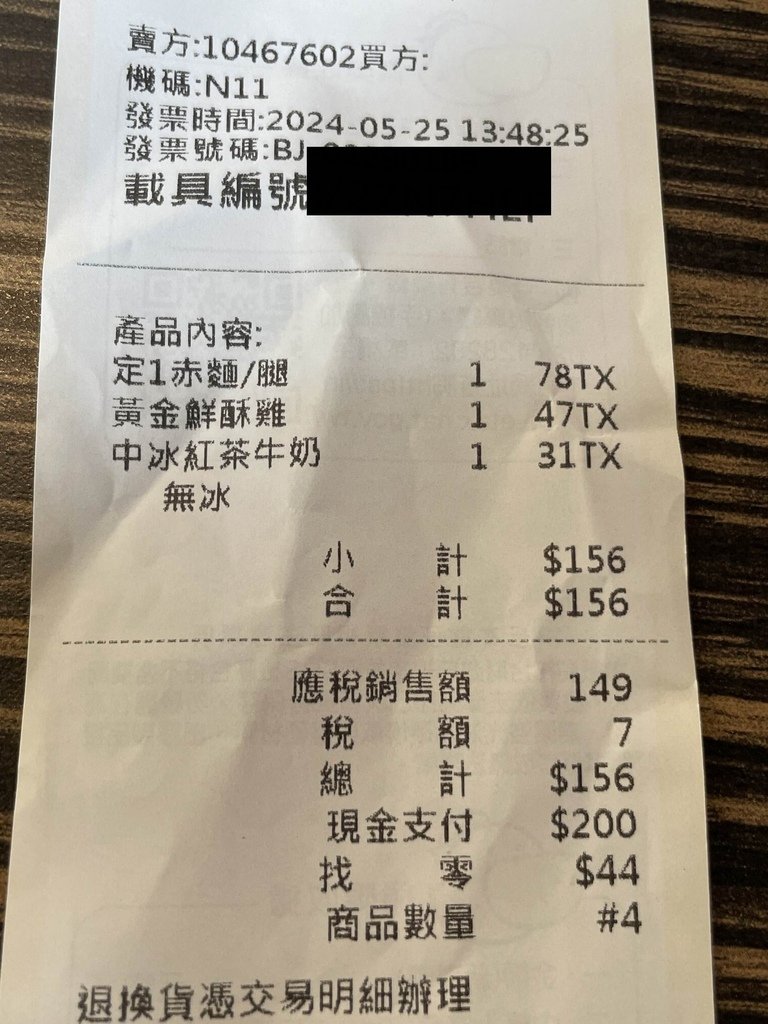 賣方:10467602買方:
機碼:N11
發票時間:2024-05-25 13:48:25
發票號碼:BJ
載具編號
產品內容:
定1赤麵/腿 1 78TX
黃金鮮酥雞 1 47TX
中冰紅茶牛奶 1 31TX
無冰
小計 $156
合計 $156
應稅銷售額 149
稅額 7
總計 $156
現金支付 $200
找零 $44
商品數量 #4
退換貨憑交易明細辦理